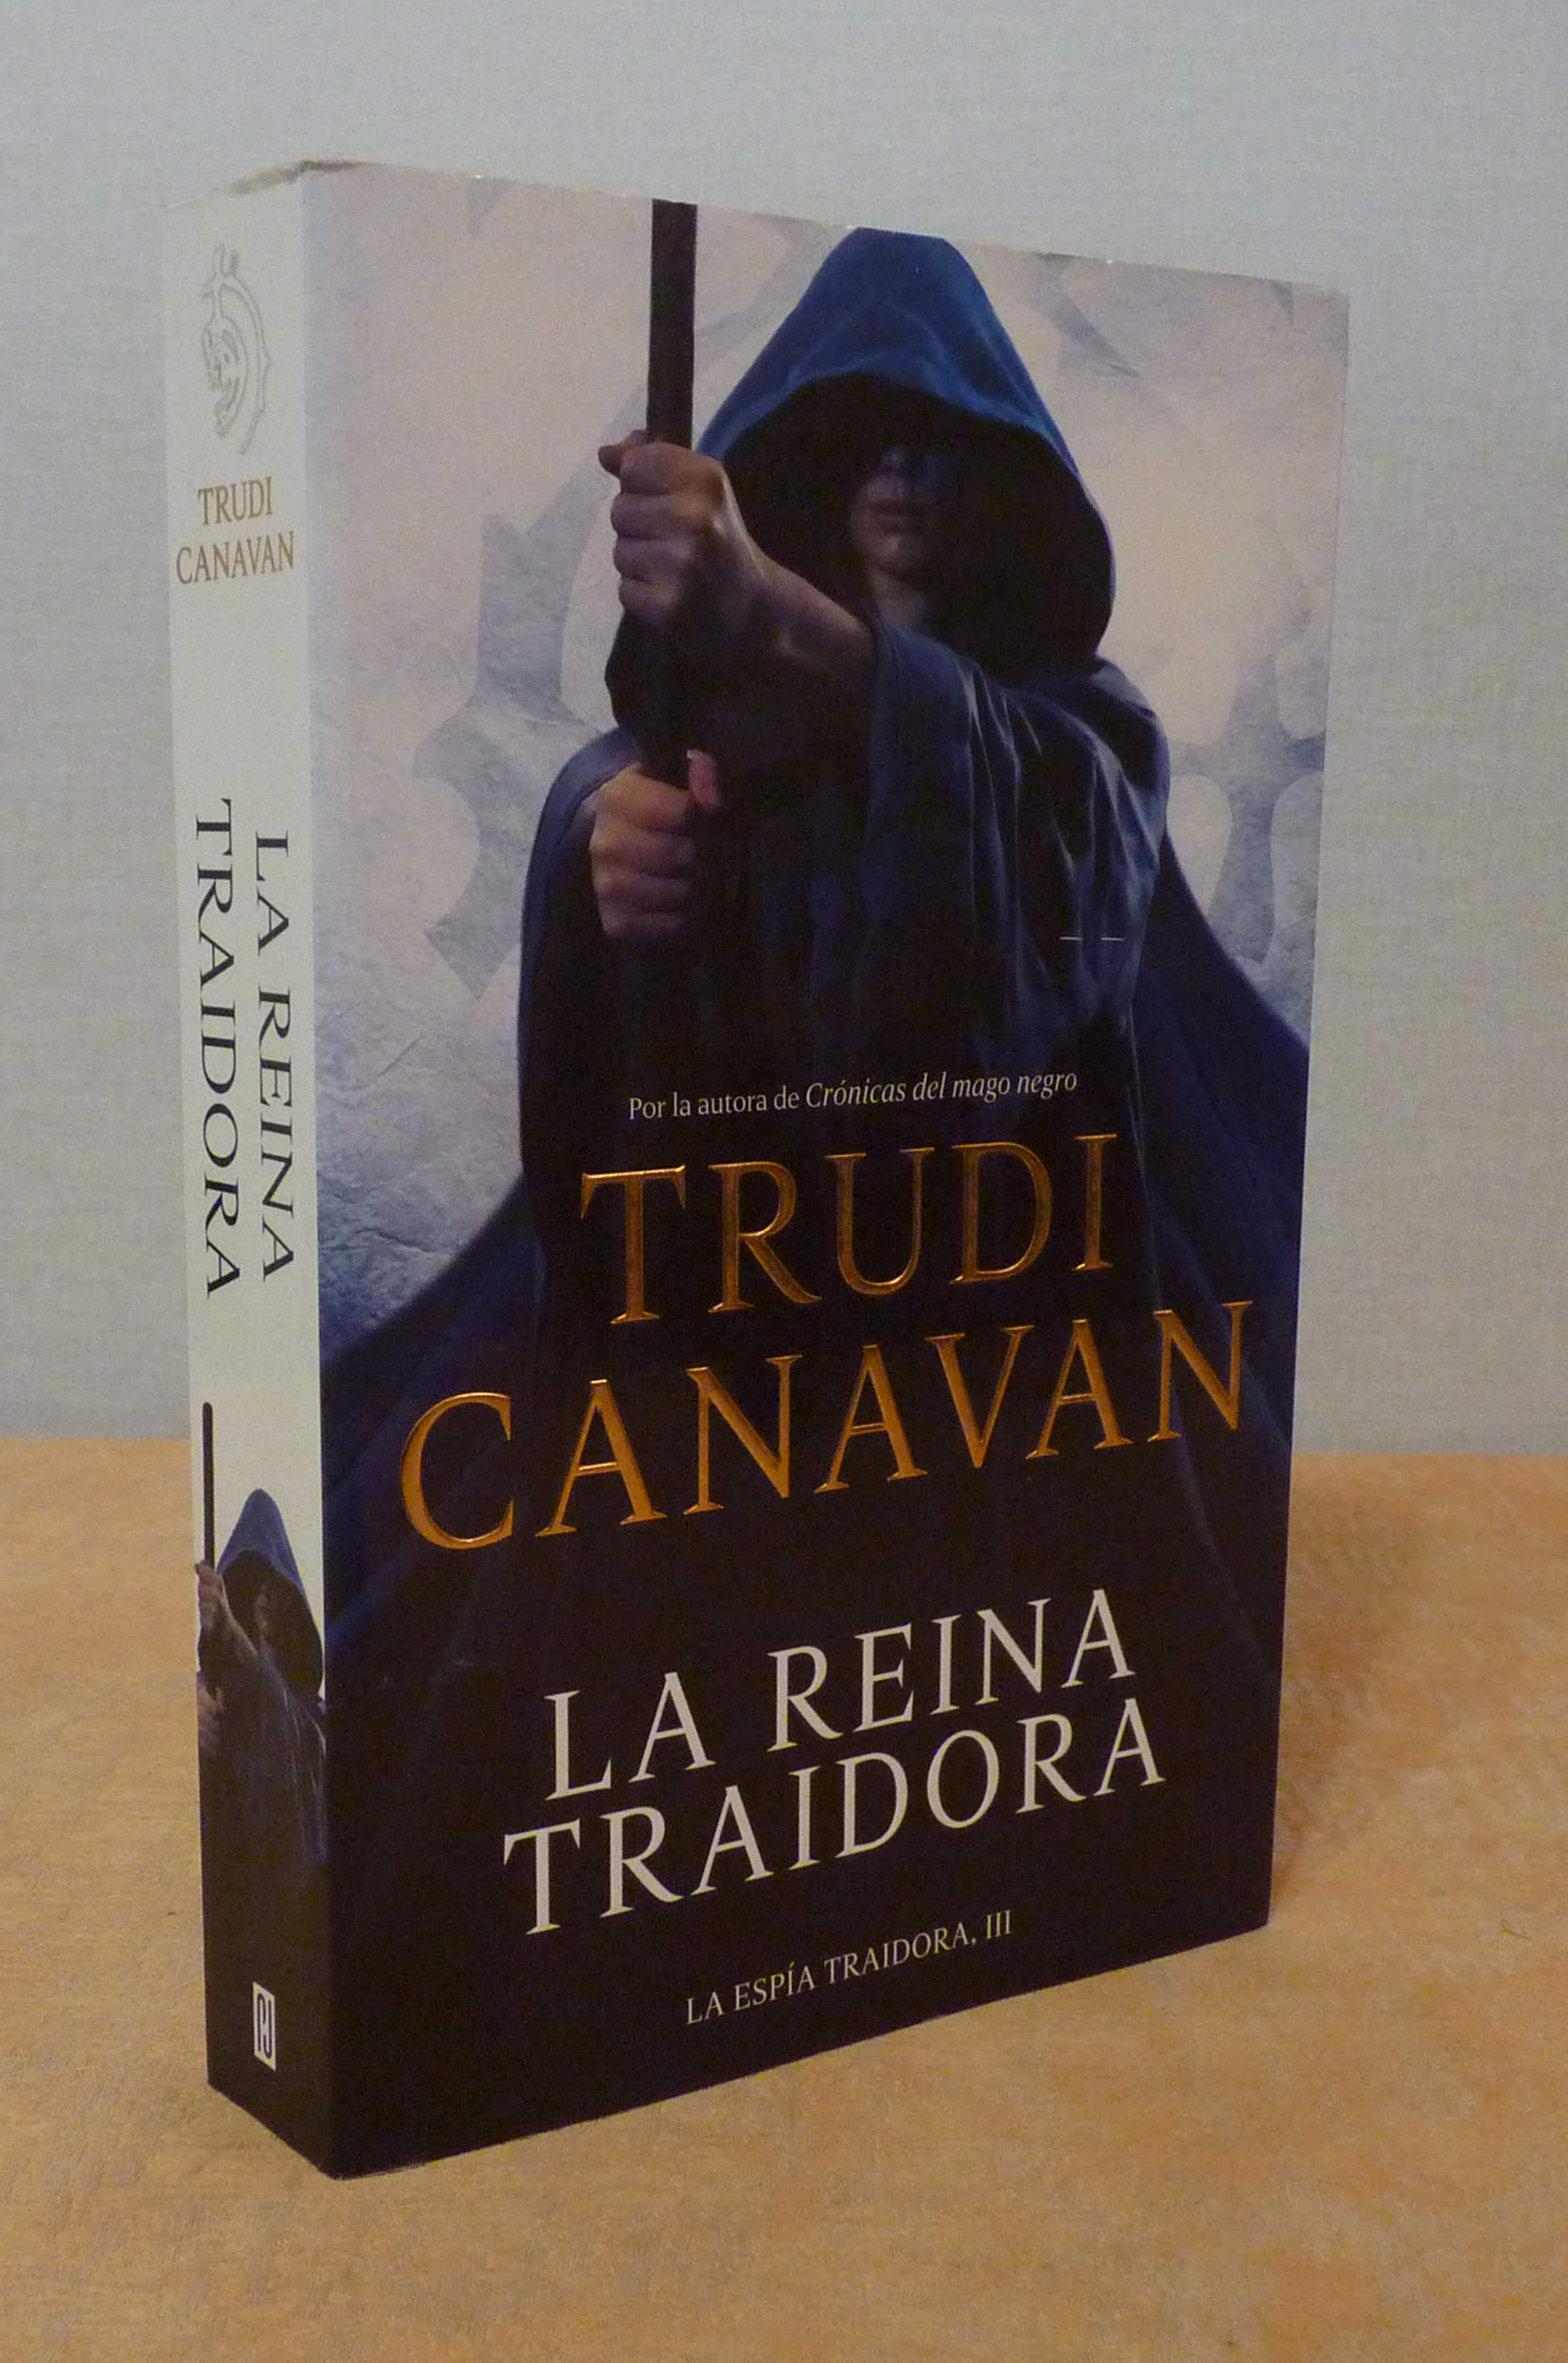 TRUDI
CANAVAN
LA REINA
TRAIDORA
Por la autora de Crónicas del mago negro
TRUDI
CANAVAN
LA REINA
TRAIDORA
LA ESPÍA TRAIDORA, III